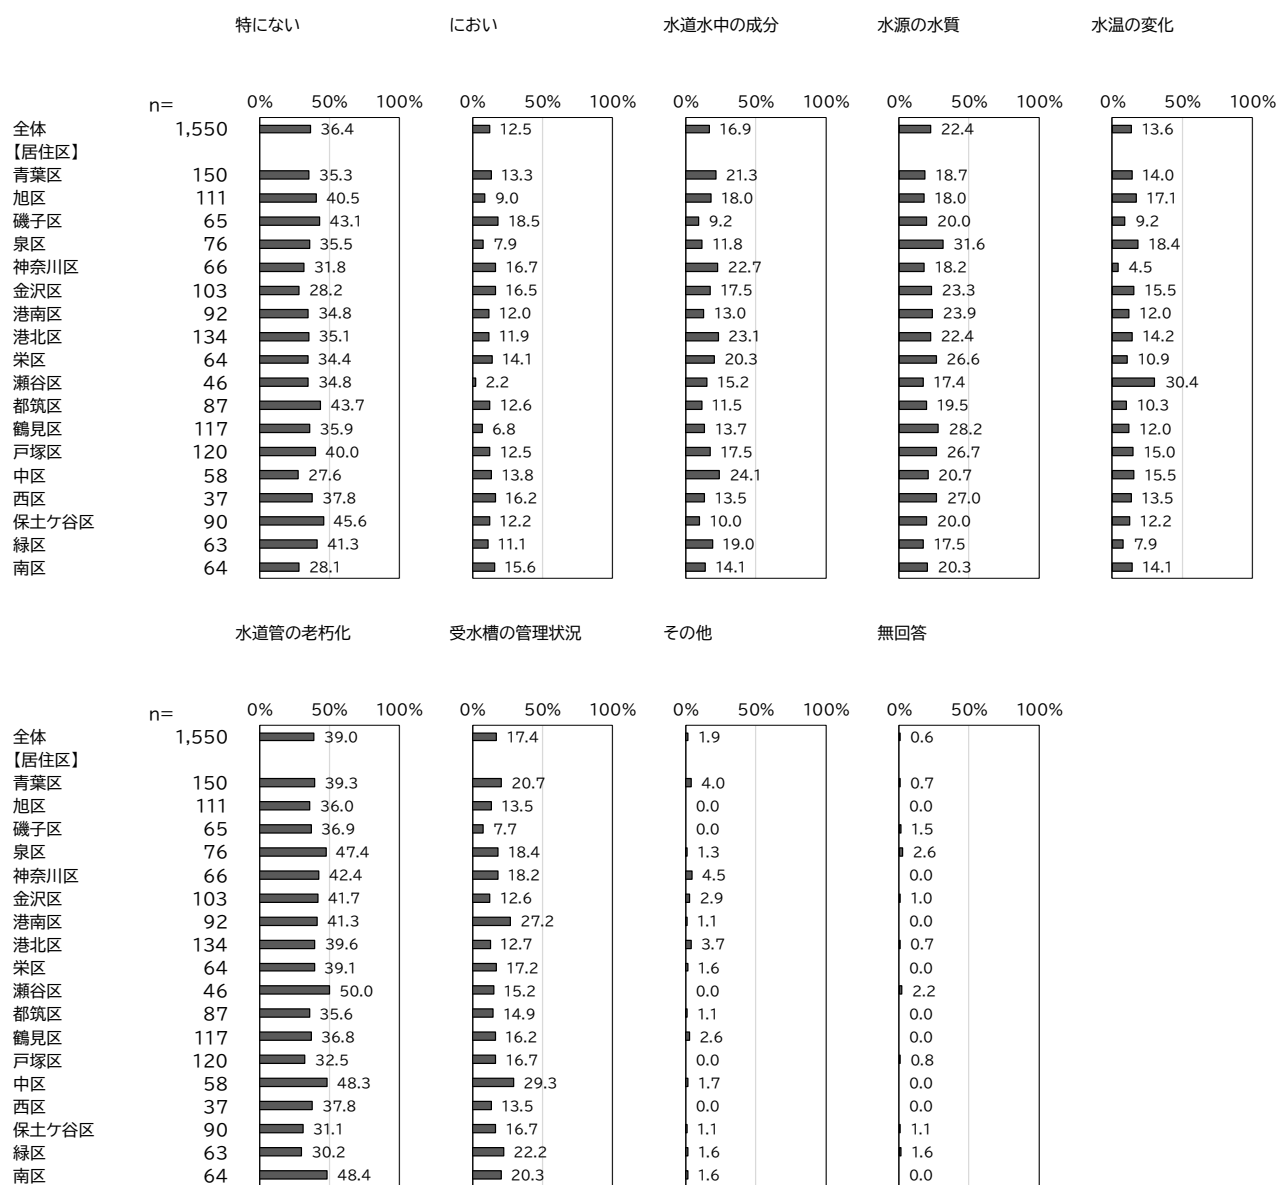 特にない におい 水道水中の成分 水源の水質 水温の変化
n= 0% 50% 100% 0% 50% 100% 0% 50% 100% 0% 50% 100% 0% 50% 100%
全体 1,550 36.4 12.5 16.9 22.4 13.6
【居住区】
青葉区 150 35.3 13.3 21.3 18.7 14.0
旭区 111 40.5 9.0 18.0 18.0 17.1
磯子区 65 43.1 18.5 9.2 20.0 9.2
泉区 76 35.5 7.9 11.8 31.6 18.4
神奈川区 66 31.8 16.7 22.7 18.2 4.5
金沢区 103 28.2 16.5 17.5 23.3 15.5
港南区 92 34.8 12.0 13.0 23.9 12.0
港北区 134 35.1 11.9 23.1 22.4 14.2
栄区 64 34.4 14.1 20.3 26.6 10.9
瀬谷区 46 34.8 2.2 15.2 17.4 30.4
都筑区 87 43.7 12.6 11.5 19.5 10.3
鶴見区 117 35.9 6.8 13.7 28.2 12.0
戸塚区 120 40.0 12.5 17.5 26.7 15.0
中区 58 27.6 13.8 24.1 20.7 15.5
西区 37 37.8 16.2 13.5 27.0 13.5
保土ケ谷区 90 45.6 12.2 10.0 20.0 12.2
緑区 63 41.3 11.1 19.0 17.5 7.9
南区 64 28.1 15.6 14.1 20.3 14.1
水道管の老朽化 受水槽の管理状況 その他 無回答
n= 0% 50% 100% 0% 50% 100% 0% 50% 100% 0% 50% 100%
全体 1,550 39.0 17.4 1.9 0.6
【居住区】
青葉区 150 39.3 20.7 4.0 0.7
旭区 111 36.0 13.5 0.0 0.0
磯子区 65 36.9 7.7 0.0 1.5
泉区 76 47.4 18.4 1.3 2.6
神奈川区 66 42.4 18.2 4.5 0.0
金沢区 103 41.7 12.6 2.9 1.0
港南区 92 41.3 27.2 1.1 0.0
港北区 134 39.6 12.7 3.7 0.7
栄区 64 39.1 17.2 1.6 0.0
瀬谷区 46 50.0 15.2 0.0 2.2
都筑区 87 35.6 14.9 1.1 0.0
鶴見区 117 36.8 16.2 2.6 0.0
戸塚区 120 32.5 16.7 0.0 0.8
中区 58 48.3 29.3 1.7 0.0
西区 37 37.8 13.5 0.0 0.0
保土ケ谷区 90 31.1 16.7 1.1 1.1
緑区 63 30.2 22.2 1.6 1.6
南区 64 48.4 20.3 1.6 0.0